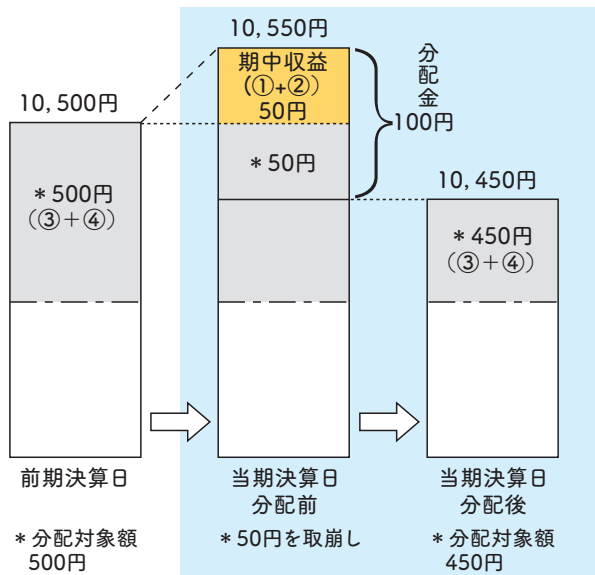 10,550円
期中収益
(①+②)
50円
分配金
100円
10,500円
*500円
(③+④)
*50円
10,450円
*450円
(③+④)
前期決算日
当期決算日
分配前
当期決算日
分配後
*分配対象額
500円
*50円を取崩し
*分配対象額
450円